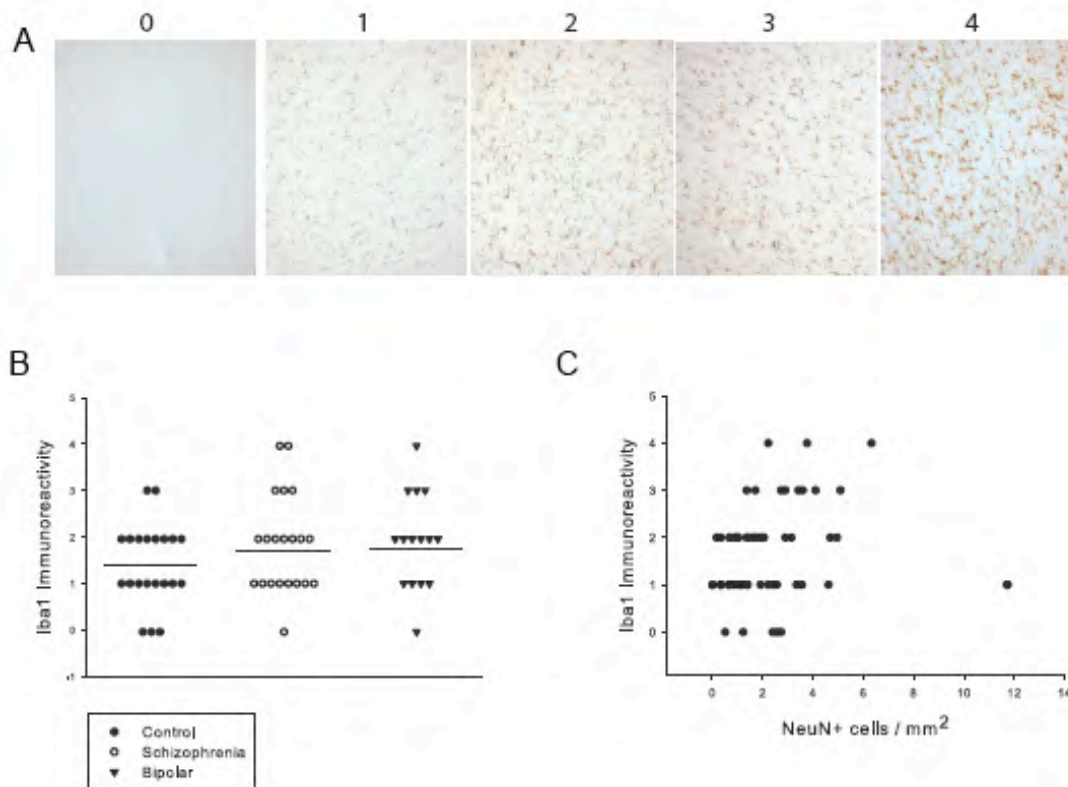 0 1 2 3 4
A
B
C
5
4
3
2
1
0
-1
Iba1 Immunoreactivity
Control
Schizophrenia
Bipolar
5
4
3
2
1
0
Iba1 Immunoreactivity
0 2 4 6 8 10 12 14
NeuN+ cells / mm²